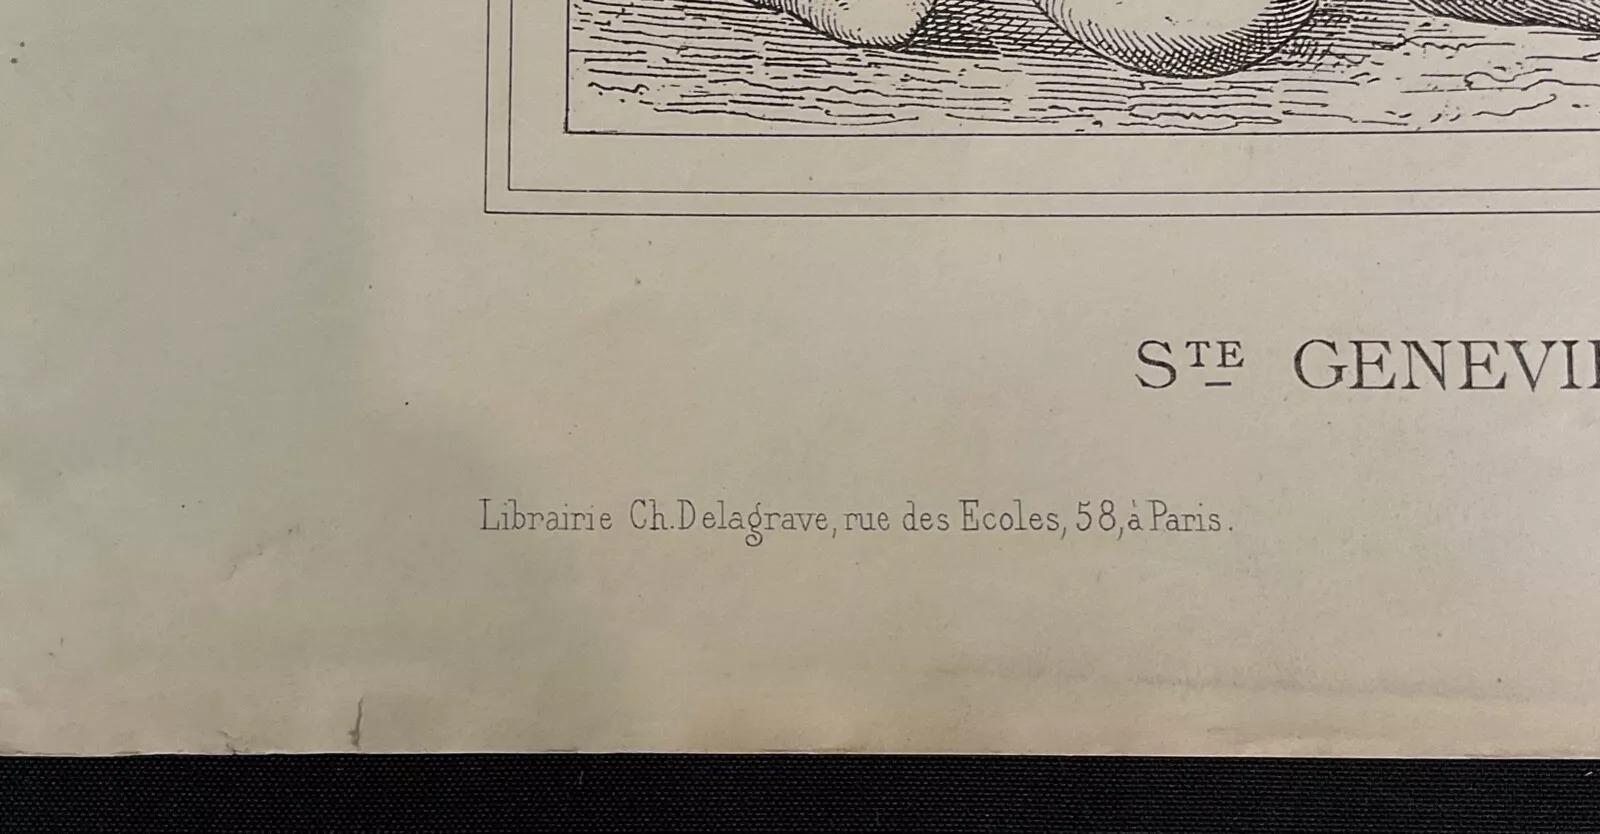 STE GENEVI
Librairie Ch. Delagrave, rue des Ecoles, 58, à Paris.